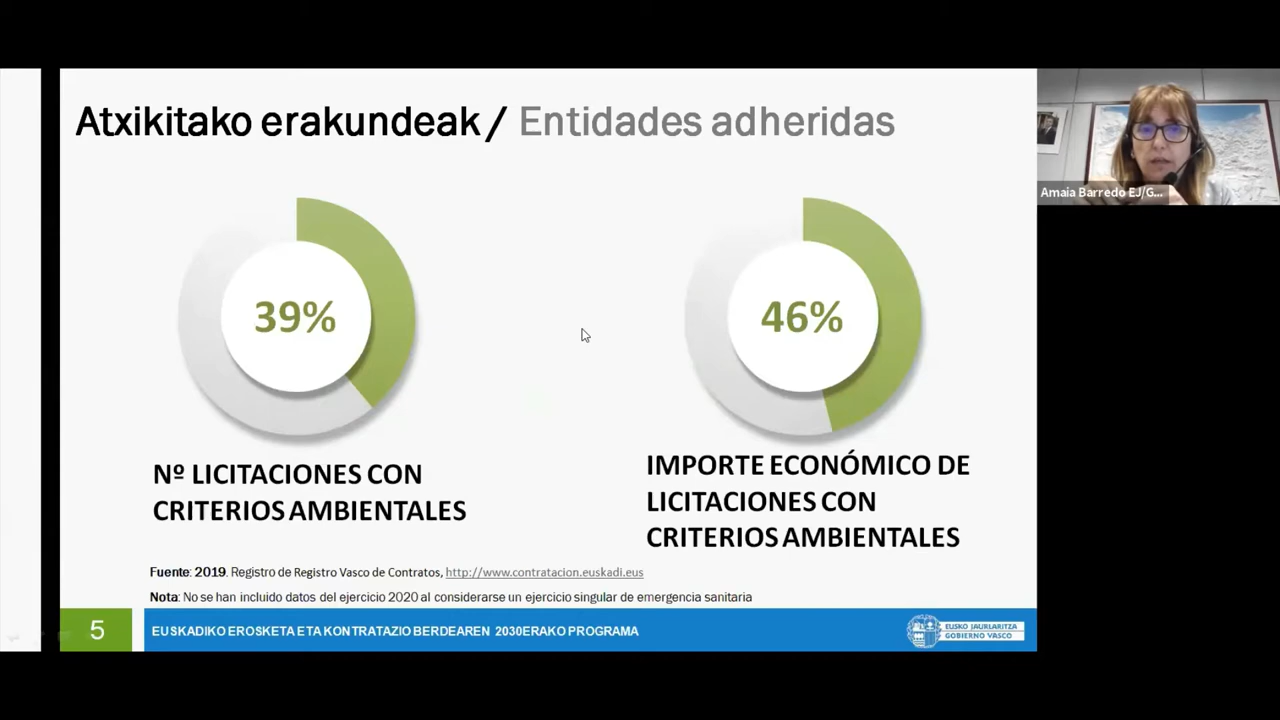 Atxikitako erakundeak / Entidades adheridas
39%
46%
Nº LICITACIONES CON
CRITERIOS AMBIENTALES
IMPORTE ECONÓMICO DE
LICITACIONES CON
CRITERIOS AMBIENTALES
Fuente: 2019. Registro de Registro Vasco de Contratos, http://www.contratacion.euskadi.eus
Nota: No se han incluido datos del ejercicio 2020 al considerarse un ejercicio singular de emergencia sanitaria
5
EUSKADIKO EROSKETA ETA KONTRATAZIO BERDEAREN 2030ERAKO PROGRAMA
EUSKO JAURLARITZA
GOBIERNO VASCO
Amaia Barredo EJ/G...